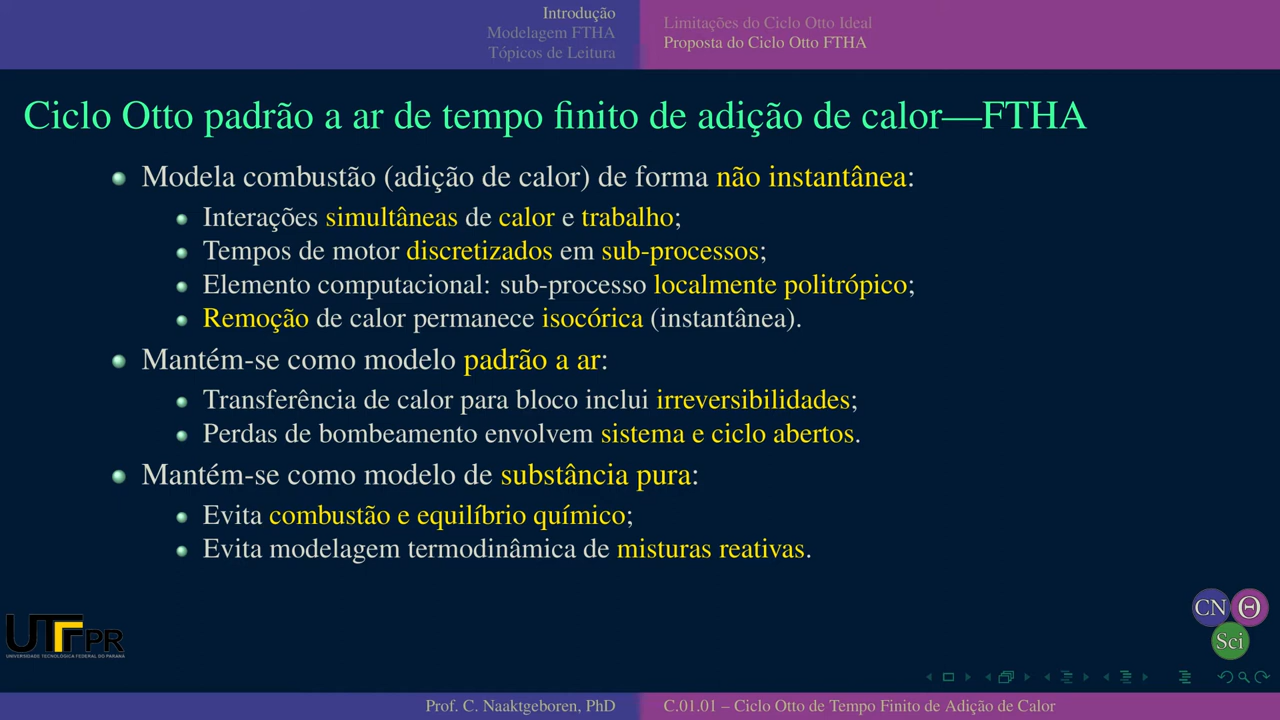 Introdução
Modelagem FTHA
Tópicos de Leitura
Limitações do Ciclo Otto Ideal
Proposta do Ciclo Otto FTHA
Ciclo Otto padrão a ar de tempo finito de adição de calor—FTHA
Modela combustão (adição de calor) de forma não instantânea:
Interações simultâneas de calor e trabalho;
Tempos de motor discretizados em sub-processos;
Elemento computacional: sub-processo localmente politrópico;
Remoção de calor permanece isocórica (instantânea).
Mantém-se como modelo padrão a ar:
Transferência de calor para bloco inclui irreversibilidades;
Perdas de bombeamento envolvem sistema e ciclo abertos.
Mantém-se como modelo de substância pura:
Evita combustão e equilíbrio químico;
Evita modelagem termodinâmica de misturas reativas.
UTFPR
UNIVERSIDADE TECNOLÓGICA FEDERAL DO PARANÁ
CN Θ
Sci
Prof. C. Naaktgeboren, PhD
C.01.01 – Ciclo Otto de Tempo Finito de Adição de Calor